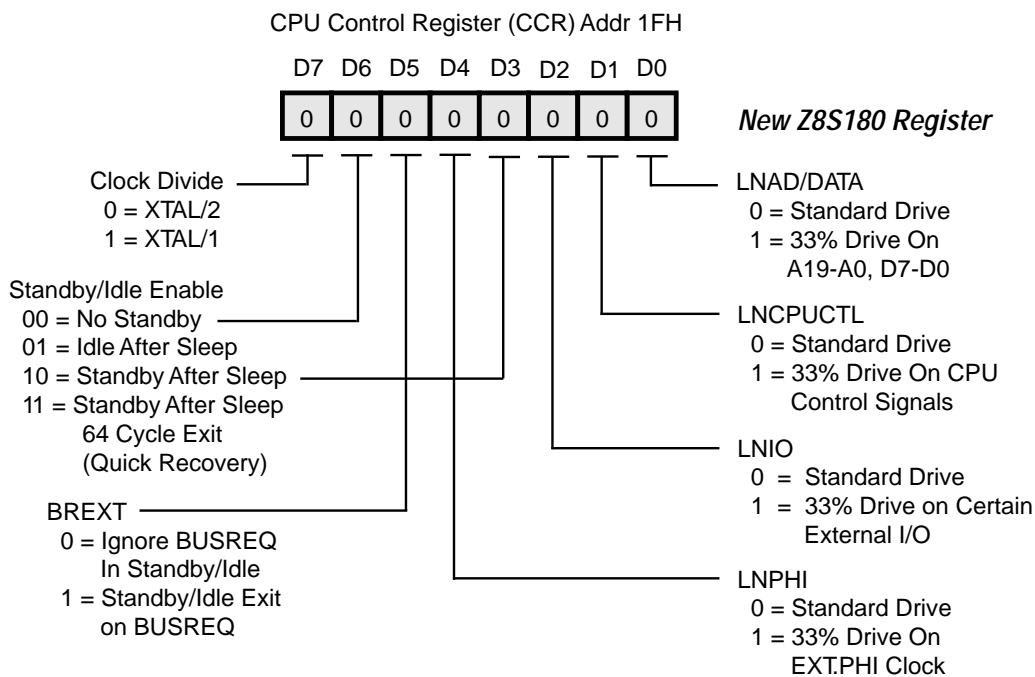 CPU Control Register (CCR) Addr 1FH
D7 D6 D5 D4 D3 D2 D1 D0
0 0 0 0 0 0 0 0
New Z8S180 Register
Clock Divide
0 = XTAL/2
1 = XTAL/1
Standby/Idle Enable
00 = No Standby
01 = Idle After Sleep
10 = Standby After Sleep
11 = Standby After Sleep
64 Cycle Exit
(Quick Recovery)
BREXT
0 = Ignore BUSREQ
In Standby/Idle
1 = Standby/Idle Exit
on BUSREQ
LNAD/DATA
0 = Standard Drive
1 = 33% Drive On
A19-A0, D7-D0
LNCPUCTL
0 = Standard Drive
1 = 33% Drive On CPU
Control Signals
LNIO
0 = Standard Drive
1 = 33% Drive on Certain
External I/O
LNPHI
0 = Standard Drive
1 = 33% Drive On
EXT.PHI Clock